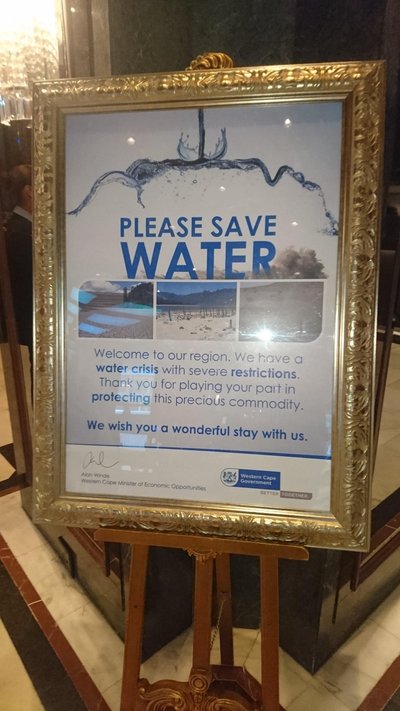 PLEASE SAVE
WATER
Welcome to our region. We have a
water crisis with severe restrictions.
Thank you for playing your part in
protecting this precious commodity.
We wish you a wonderful stay with us.
Alan Winde
Western Cape Minister of Economic Opportunities
Western Cape
Government
BETTER TOGETHER.